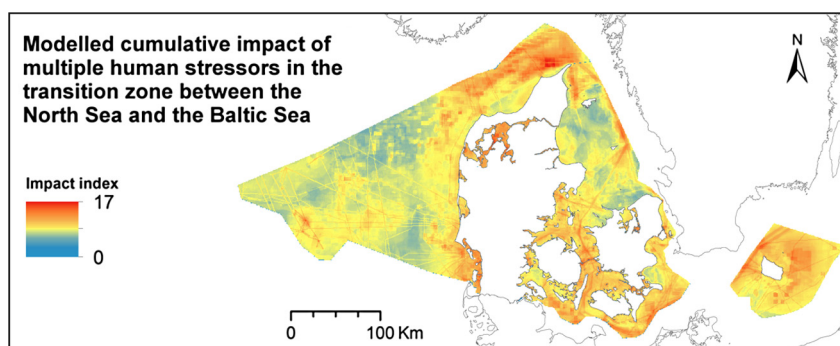 Modelled cumulative impact of
multiple human stressors in the
transition zone between the
North Sea and the Baltic Sea
N
Impact index
17
0
0 100 Km